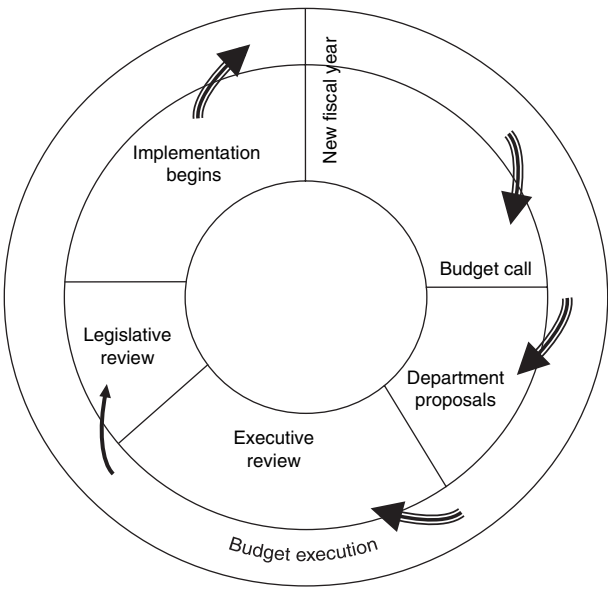 New fiscal year
Implementation
begins
Budget call
Legislative
review
Department
proposals
Executive
review
Budget execution